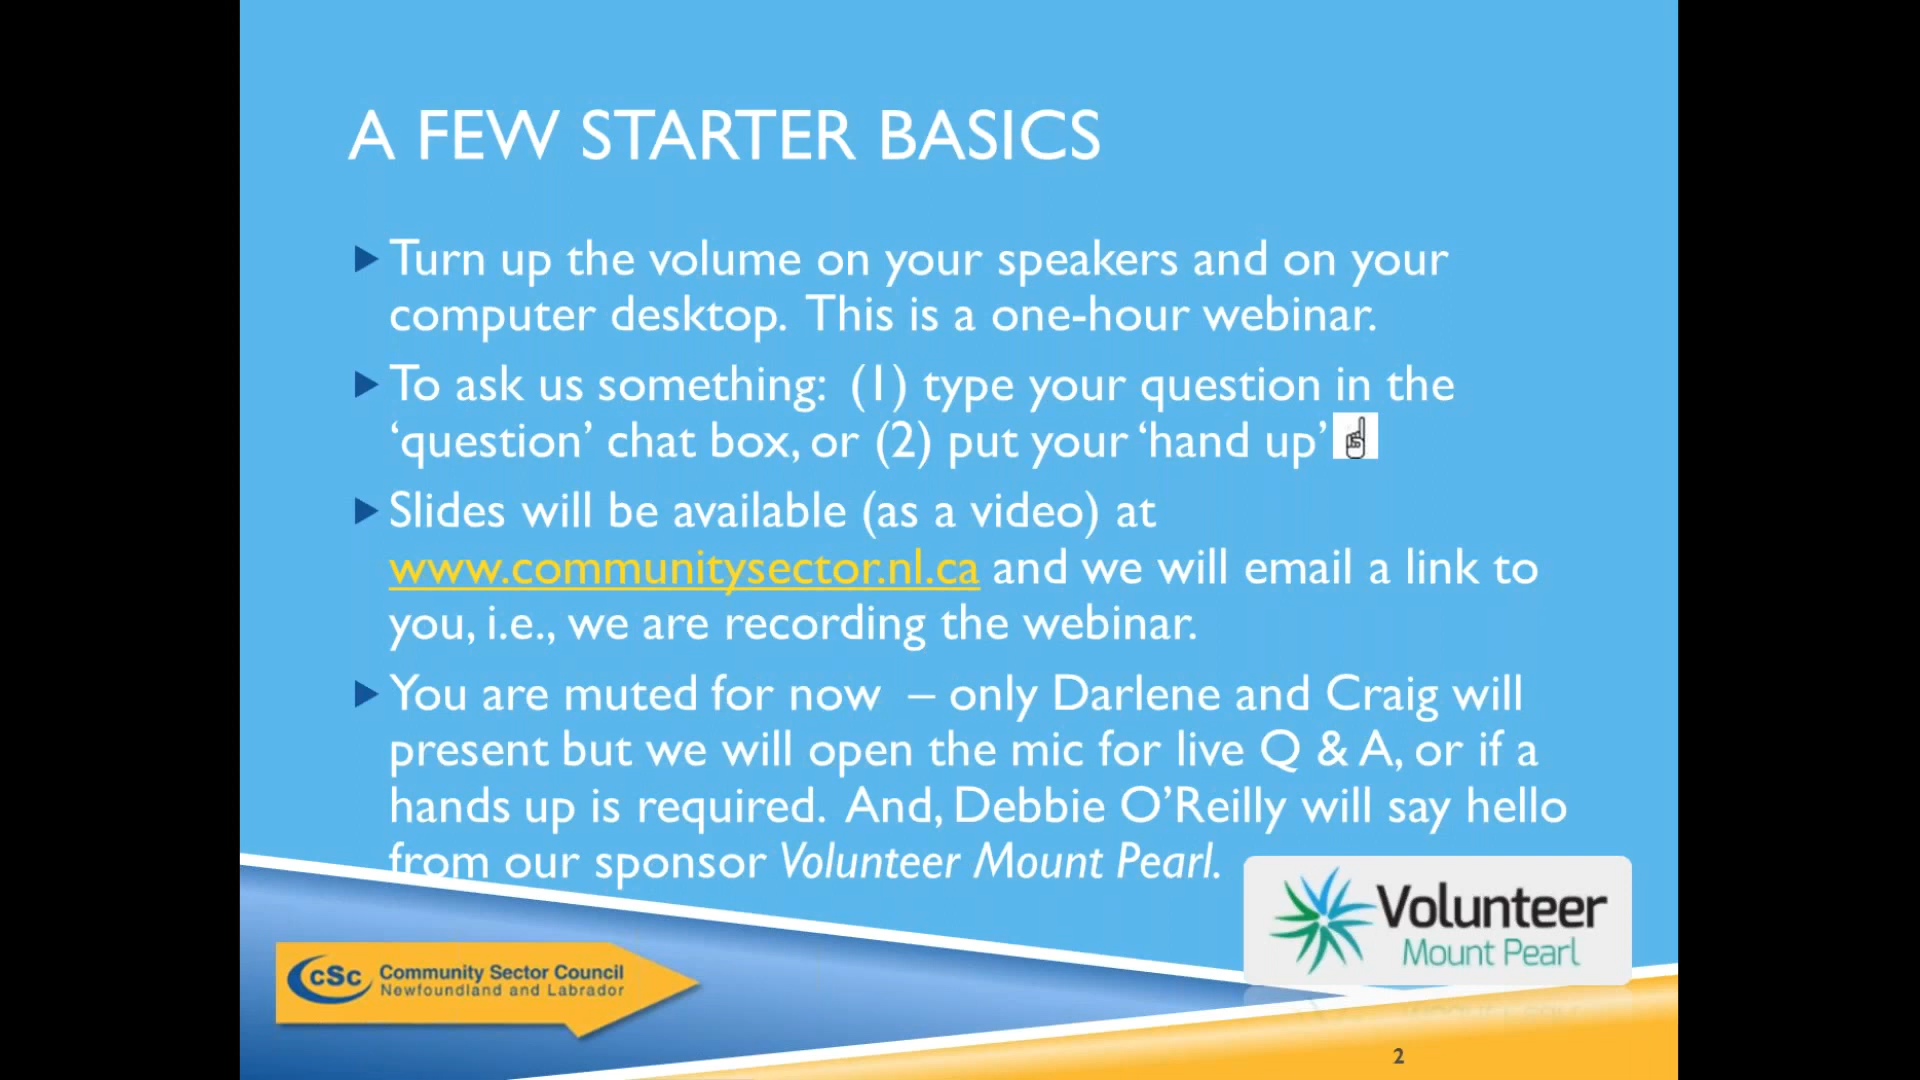 A FEW STARTER BASICS
Turn up the volume on your speakers and on your
computer desktop.  This is a one-hour webinar.
To ask us something:  (1) type your question in the
‘question’ chat box, or (2) put your ‘hand up’
Slides will be available (as a video) at
www.communitysector.nl.ca and we will email a link to
you, i.e., we are recording the webinar.
You are muted for now  – only Darlene and Craig will
present but we will open the mic for live Q & A, or if a
hands up is required.  And, Debbie O’Reilly will say hello
from our sponsor Volunteer Mount Pearl.
Volunteer
Mount Pearl
cSc
Community Sector Council
Newfoundland and Labrador
2